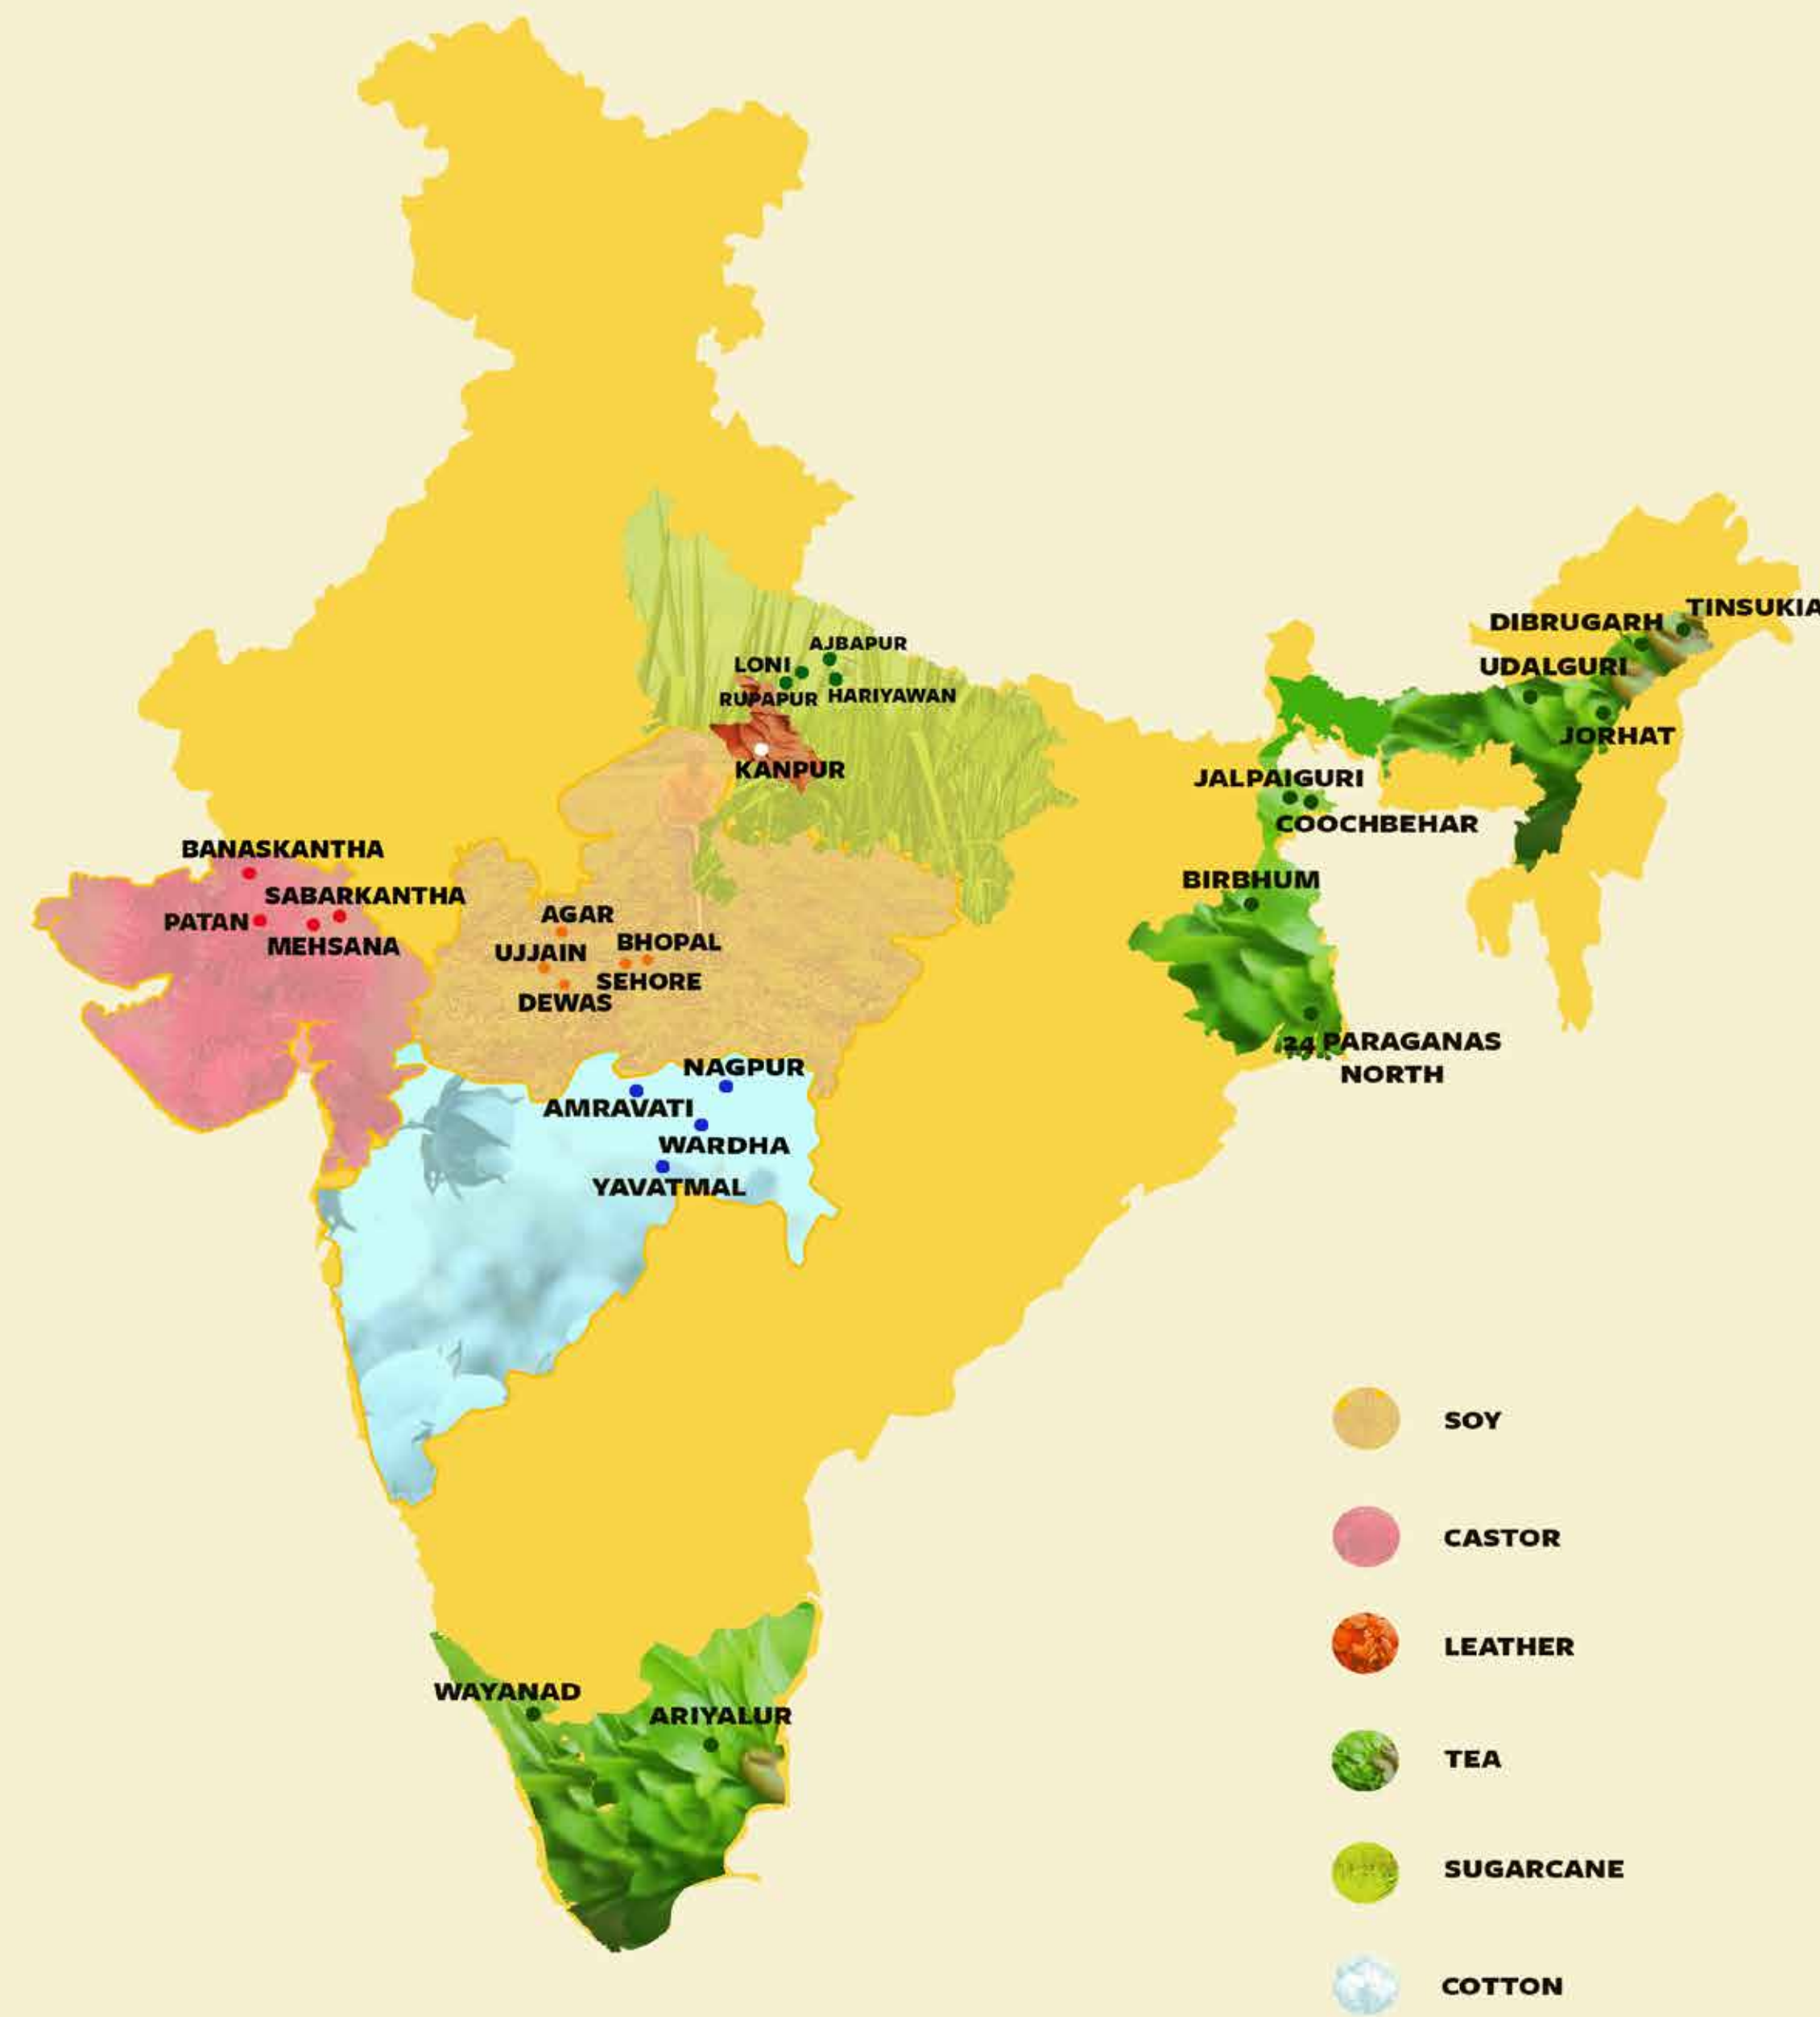 TINSUKIA
DIBRUGARH
AJBAPUR
LONI
UDALGURI
RUPAPUR
HARIYAWAN
JORHAT
KANPUR
JALPAIGURI
COOCHBEHAR
BANASKANTHA
BIRBHUM
SABARKANTHA
PATAN
AGAR
MEHSANA
BHOPAL
UJJAIN
SEHORE
DEWAS
24 PARAGANAS
NORTH
NAGPUR
AMRAVATI
WARDHA
YAVATMAL
SOY
CASTOR
LEATHER
WAYANAD
ARIYALUR
TEA
SUGARCANE
COTTON